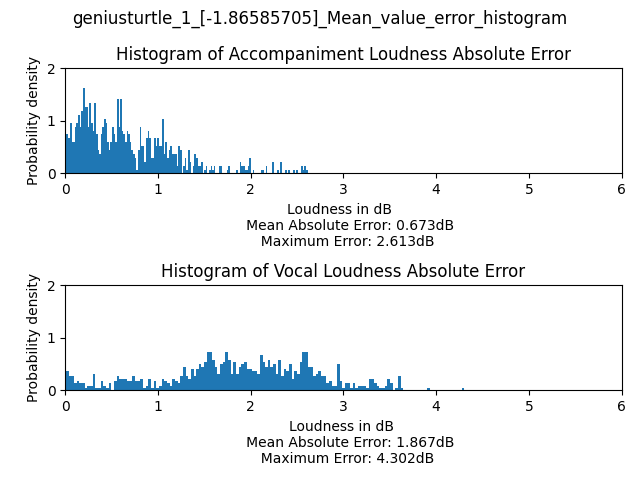 geniusturtle_1_[-1.86585705]_Mean_value_error_histogram
Histogram of Accompaniment Loudness Absolute Error
Probability density
2
1
0
0 1 2 3 4 5 6
Loudness in dB
Mean Absolute Error: 0.673dB
Maximum Error: 2.613dB
Histogram of Vocal Loudness Absolute Error
Probability density
2
1
0
0 1 2 3 4 5 6
Loudness in dB
Mean Absolute Error: 1.867dB
Maximum Error: 4.302dB